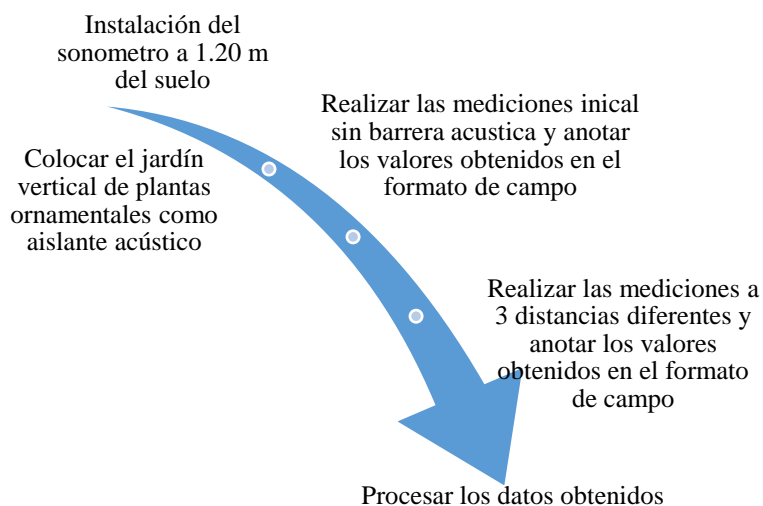 Instalación del
sonometro a 1.20 m
del suelo
Realizar las mediciones inical
sin barrera acustica y anotar
los valores obtenidos en el
formato de campo
Colocar el jardín
vertical de plantas
ornamentales como
aislante acústico
Realizar las mediciones a
3 distancias diferentes y
anotar los valores
obtenidos en el formato
de campo
Procesar los datos obtenidos